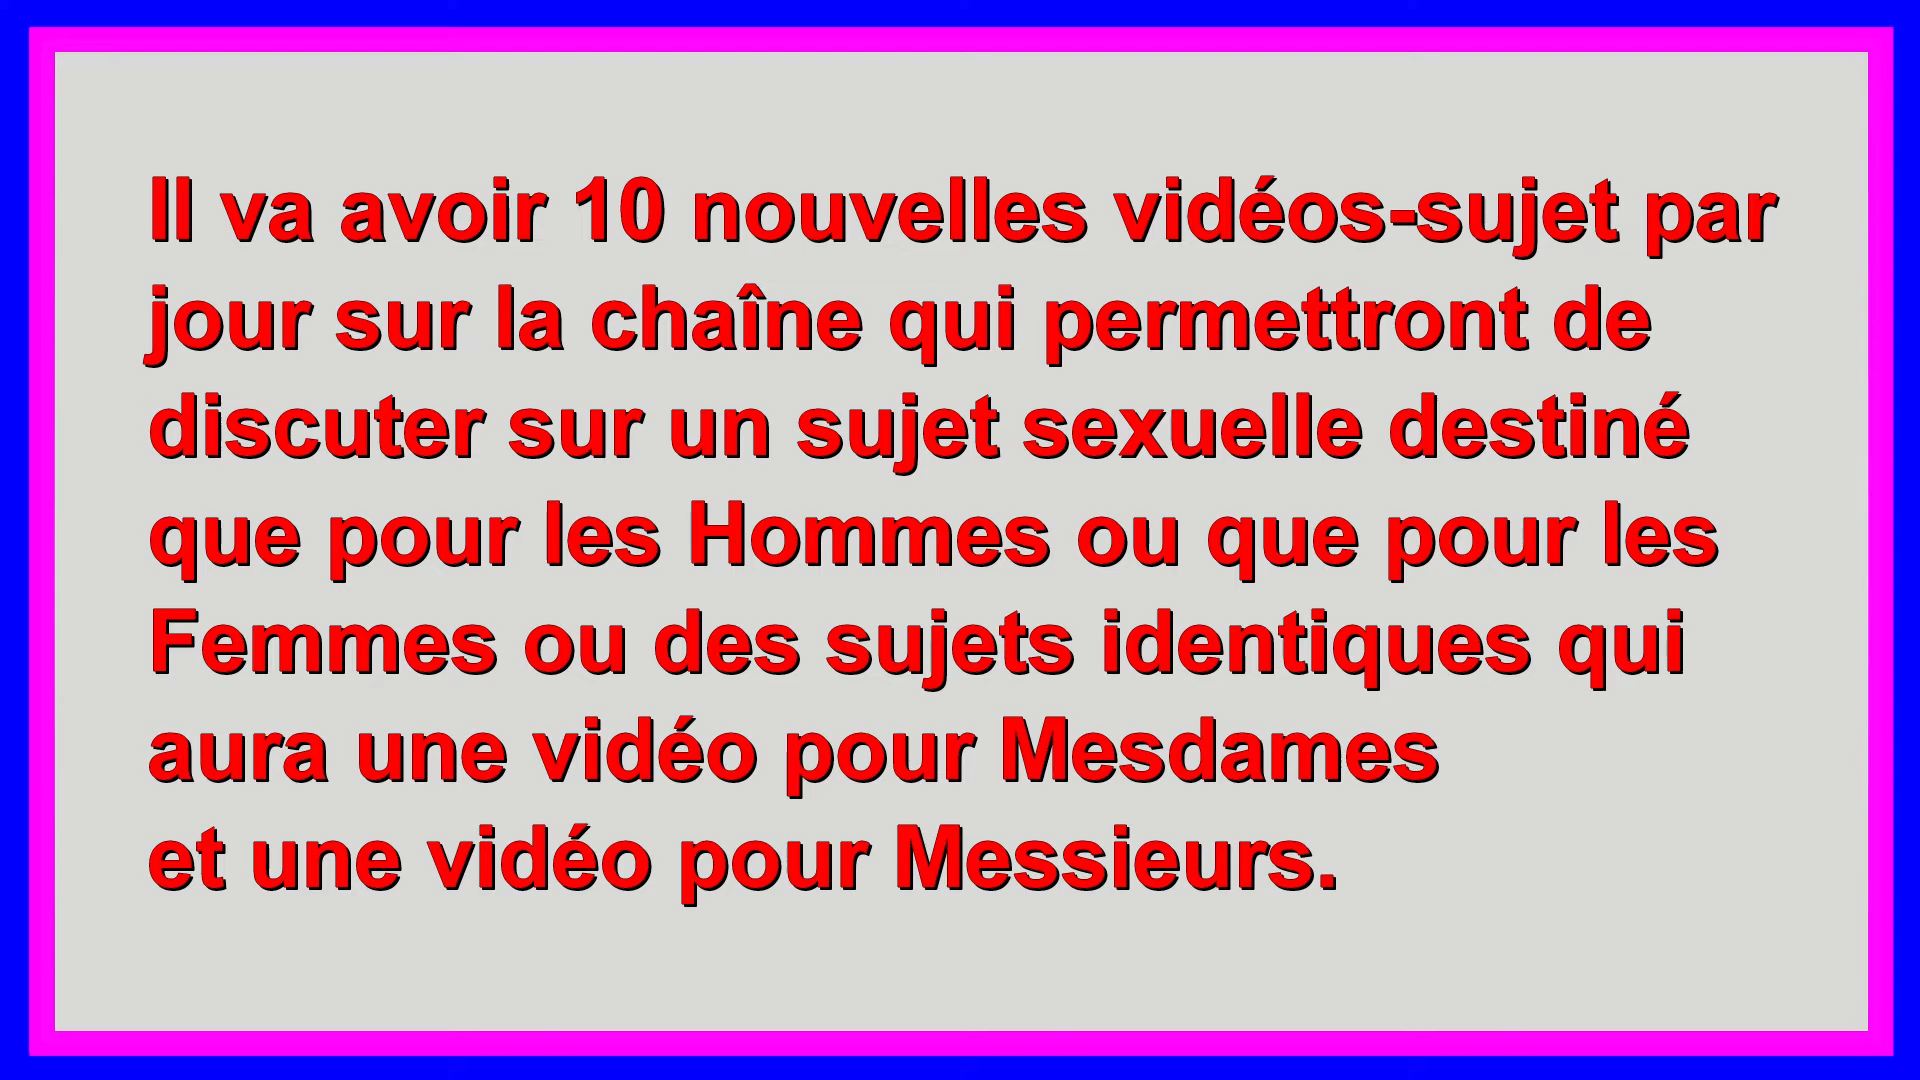 Il va avoir 10 nouvelles vidéos-sujet par
jour sur la chaîne qui permettront de
discuter sur un sujet sexuelle destiné
que pour les Hommes ou que pour les
Femmes ou des sujets identiques qui
aura une vidéo pour Mesdames
et une vidéo pour Messieurs.